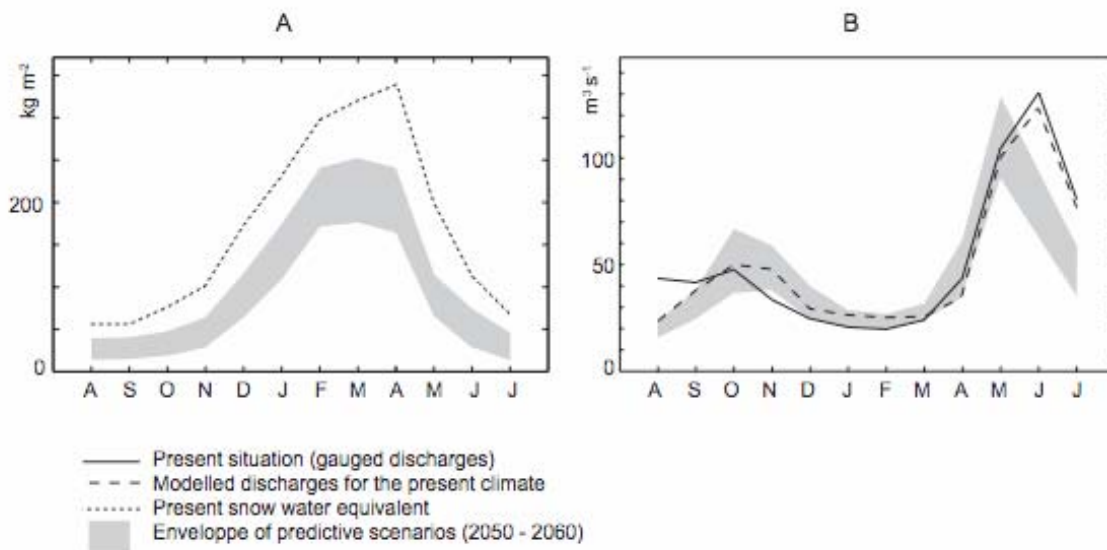 A
kg m-2
200
0
A S O N D J F M A M J J
B
m3 s-1
100
50
0
A S O N D J F M A M J J
Present situation (gauged discharges)
Modelled discharges for the present climate
Present snow water equivalent
Enveloppe of predictive scenarios (2050 - 2060)